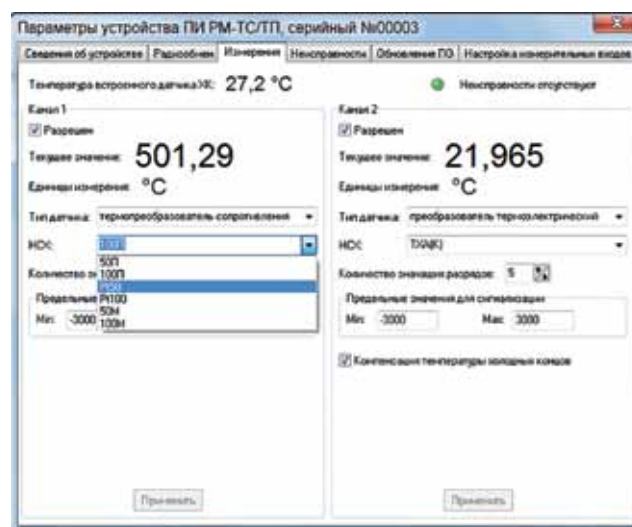 Параметры устройства ПИ РМ-ТС/ТП, серийный №00003
Сведения об устройстве Радиообмен Измерения Неисправности Обновление ПО Настройка измерительных входов
Температура встроенного датчика ХК: 27,2 °C
Неисправности отсутствуют
Канал 1
Разрешен
Текущее значение: 501,29
Единицы измерения: °C
Тип датчика: термопреобразователь сопротивления
НСХ: 100П
50П
100П
Pt50
Pt100
50М
100М
Количество
Предельные
Min: -3000
Применить
Канал 2
Разрешен
Текущее значение: 21,965
Единицы измерения: °C
Тип датчика: преобразователь термоэлектрический
НСХ: ТХА(К)
Количество значащих разрядов: 5
Предельные значения для сигнализации
Min: -3000 Max: 3000
Компенсация температуры холодных концов
Применить